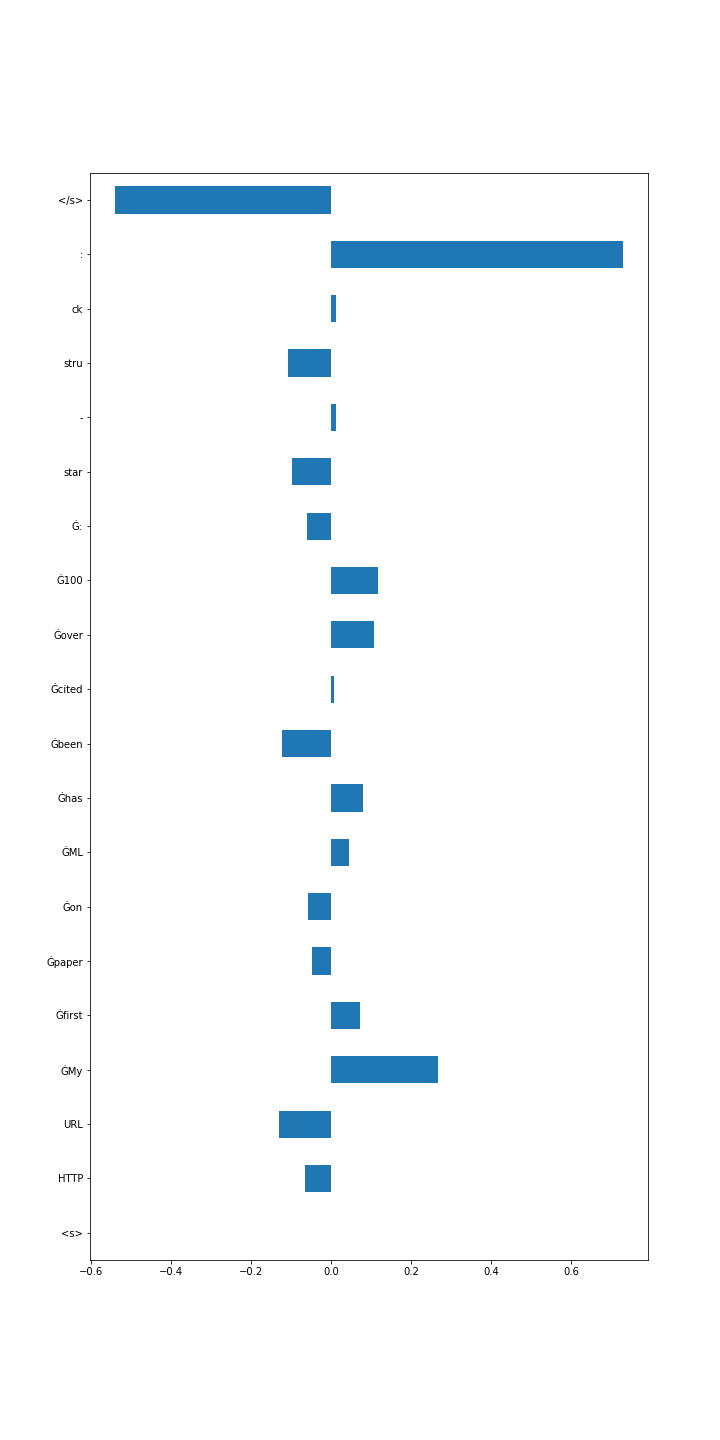 </s>
:
ck
stru
-
star
Ġ:
Ġ100
Ġover
Ġcited
Ġbeen
Ġhas
ĠML
Ġon
Ġpaper
Ġfirst
ĠMy
URL
HTTP
<s>
−0.6 −0.4 −0.2 0.0 0.2 0.4 0.6